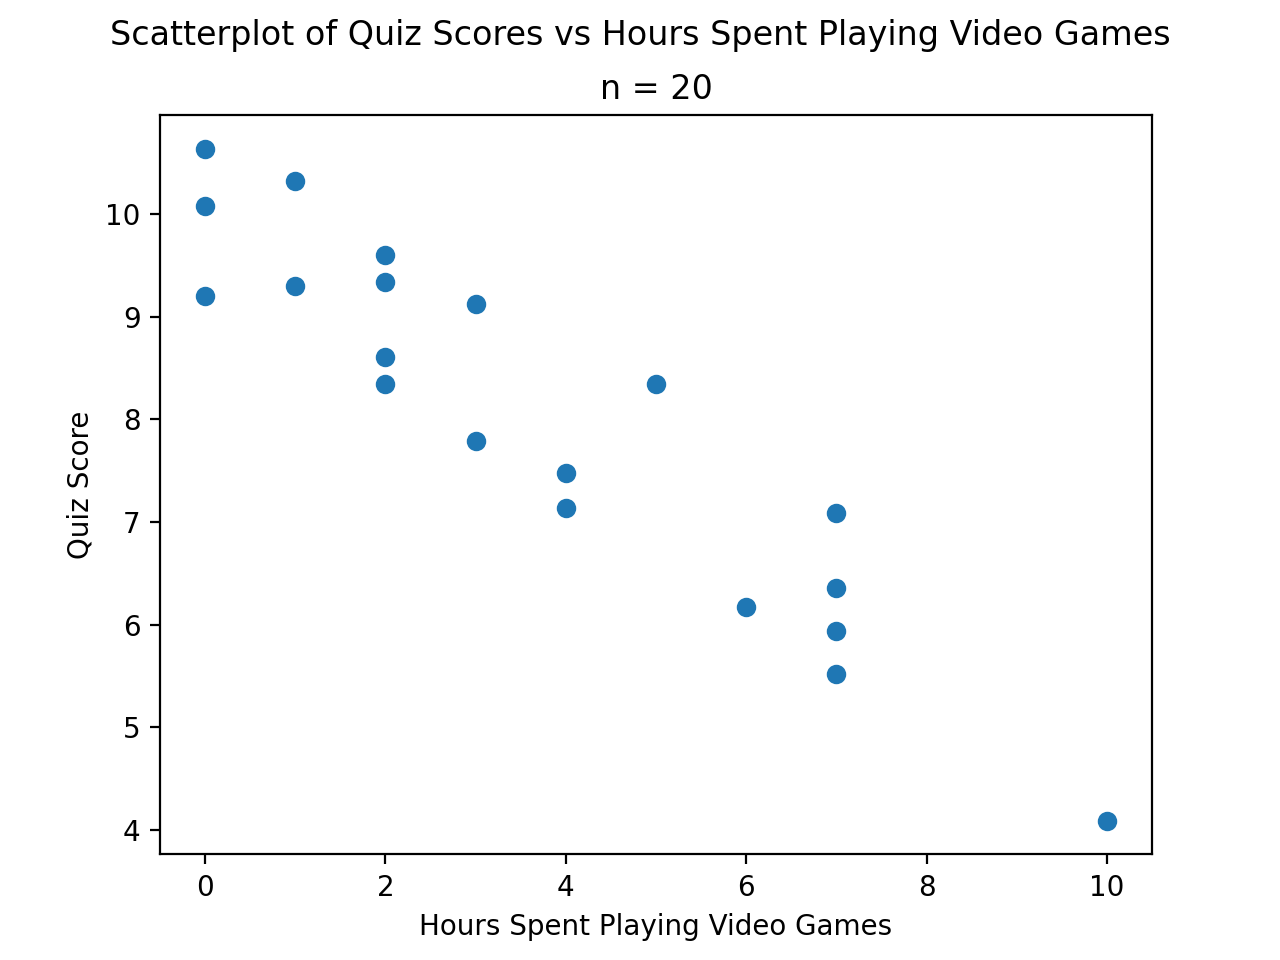 Scatterplot of Quiz Scores vs Hours Spent Playing Video Games
n = 20
10
9
8
7
6
5
4
Quiz Score
0 2 4 6 8 10
Hours Spent Playing Video Games